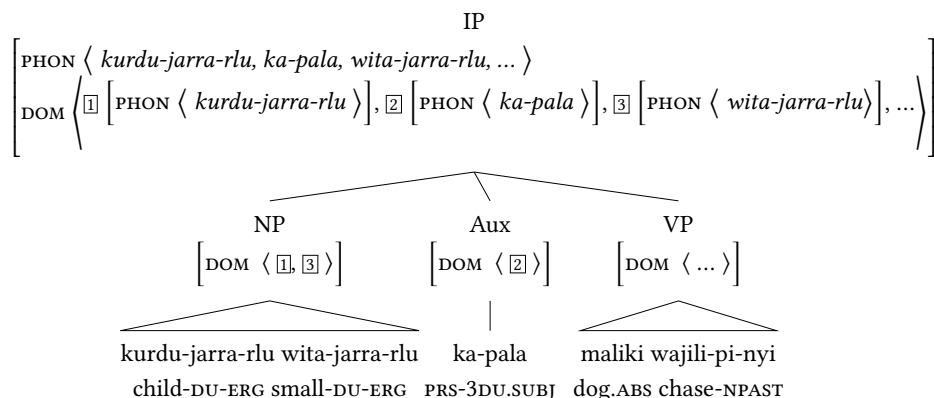 IP
PHON ⟨ kurdu-jarra-rlu, ka-pala, wita-jarra-rlu, … ⟩
DOM ⟨ 1 [PHON ⟨ kurdu-jarra-rlu ⟩], 2 [PHON ⟨ ka-pala ⟩], 3 [PHON ⟨ wita-jarra-rlu⟩], …⟩
NP Aux VP
[DOM ⟨ 1, 3 ⟩] [DOM ⟨ 2 ⟩] [DOM ⟨ … ⟩]
kurdu-jarra-rlu wita-jarra-rlu ka-pala maliki wajili-pi-nyi
child-DU-ERG small-DU-ERG PRS-3DU.SUBJ dog.ABS chase-NPAST